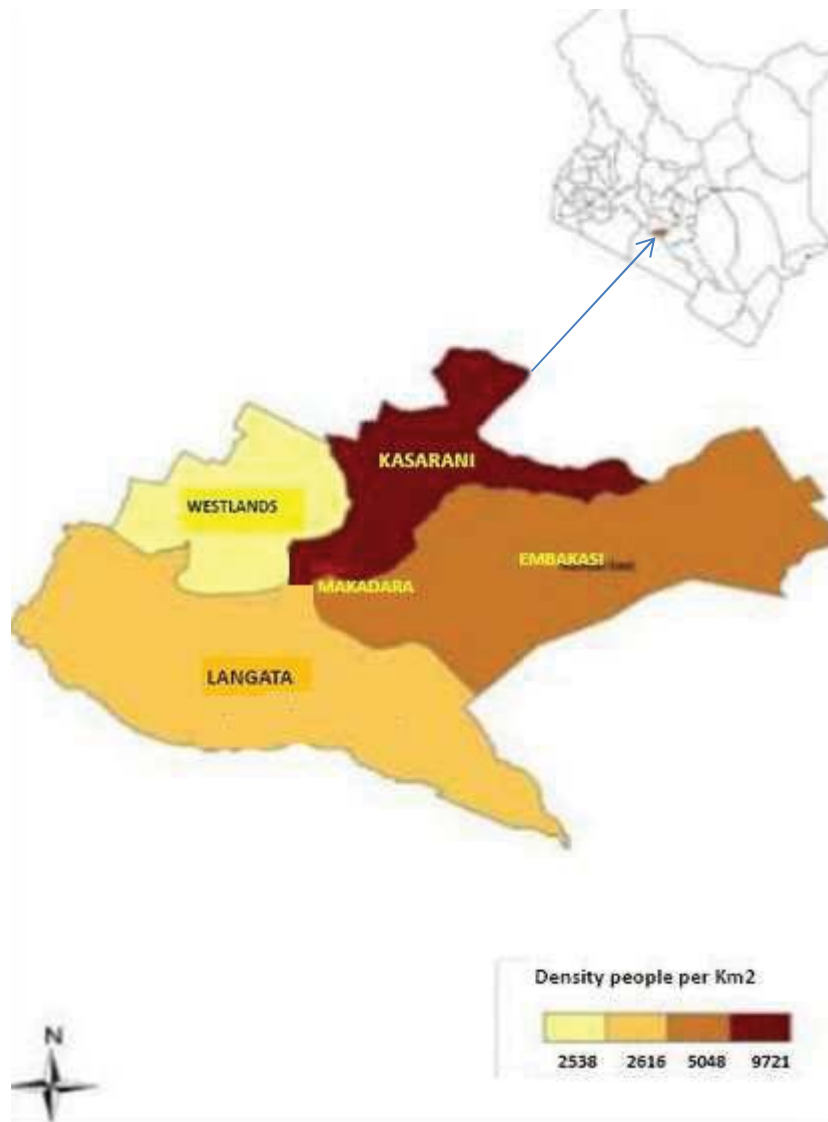 KASARANI
WESTLANDS
EMBAKASI
MAKADARA
LANGATA
Density people per Km2
2538 2616 5048 9721
N